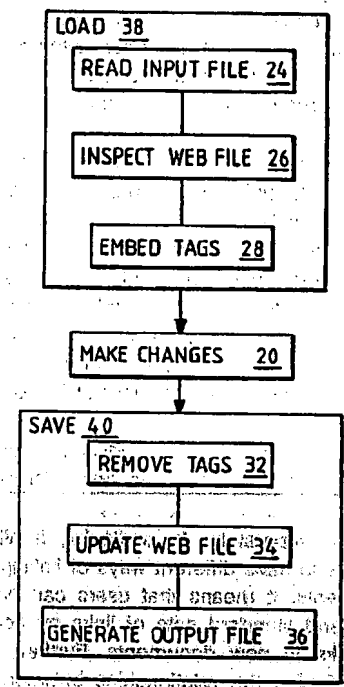 LOAD 38
READ INPUT FILE 24
INSPECT WEB FILE 26
EMBED TAGS 28
MAKE CHANGES 20
SAVE 40
REMOVE TAGS 32
UPDATE WEB FILE 34
GENERATE OUTPUT FILE 36